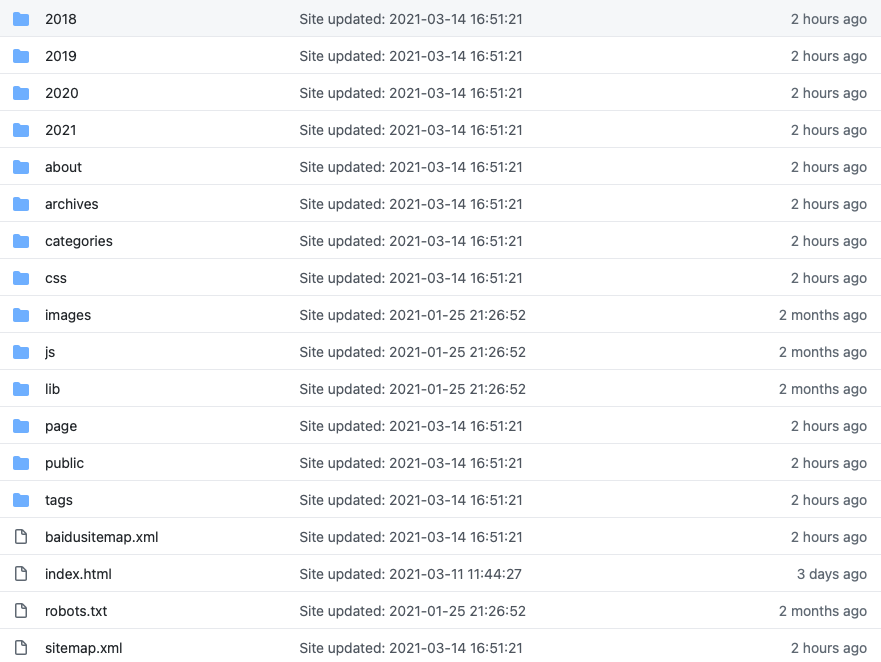 2018 Site updated: 2021-03-14 16:51:21 2 hours ago
2019 Site updated: 2021-03-14 16:51:21 2 hours ago
2020 Site updated: 2021-03-14 16:51:21 2 hours ago
2021 Site updated: 2021-03-14 16:51:21 2 hours ago
about Site updated: 2021-03-14 16:51:21 2 hours ago
archives Site updated: 2021-03-14 16:51:21 2 hours ago
categories Site updated: 2021-03-14 16:51:21 2 hours ago
css Site updated: 2021-03-14 16:51:21 2 hours ago
images Site updated: 2021-01-25 21:26:52 2 months ago
js Site updated: 2021-01-25 21:26:52 2 months ago
lib Site updated: 2021-01-25 21:26:52 2 months ago
page Site updated: 2021-03-14 16:51:21 2 hours ago
public Site updated: 2021-03-14 16:51:21 2 hours ago
tags Site updated: 2021-03-14 16:51:21 2 hours ago
baidusitemap.xml Site updated: 2021-03-14 16:51:21 2 hours ago
index.html Site updated: 2021-03-11 11:44:27 3 days ago
robots.txt Site updated: 2021-01-25 21:26:52 2 months ago
sitemap.xml Site updated: 2021-03-14 16:51:21 2 hours ago